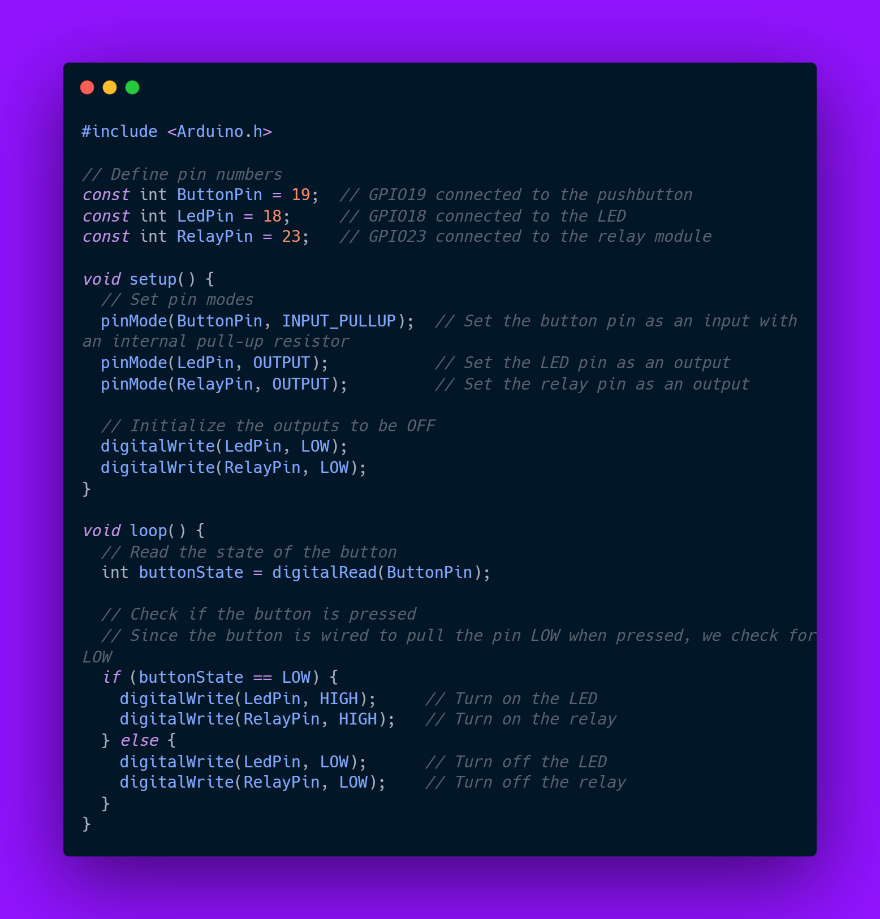 #include <Arduino.h>

// Define pin numbers
const int ButtonPin = 19;  // GPIO19 connected to the pushbutton
const int LedPin = 18;     // GPIO18 connected to the LED
const int RelayPin = 23;   // GPIO23 connected to the relay module

void setup() {
  // Set pin modes
  pinMode(ButtonPin, INPUT_PULLUP);  // Set the button pin as an input with
an internal pull-up resistor
  pinMode(LedPin, OUTPUT);           // Set the LED pin as an output
  pinMode(RelayPin, OUTPUT);         // Set the relay pin as an output

  // Initialize the outputs to be OFF
  digitalWrite(LedPin, LOW);
  digitalWrite(RelayPin, LOW);
}

void loop() {
  // Read the state of the button
  int buttonState = digitalRead(ButtonPin);

  // Check if the button is pressed
  // Since the button is wired to pull the pin LOW when pressed, we check for
LOW
  if (buttonState == LOW) {
    digitalWrite(LedPin, HIGH);     // Turn on the LED
    digitalWrite(RelayPin, HIGH);   // Turn on the relay
  } else {
    digitalWrite(LedPin, LOW);      // Turn off the LED
    digitalWrite(RelayPin, LOW);    // Turn off the relay
  }
}